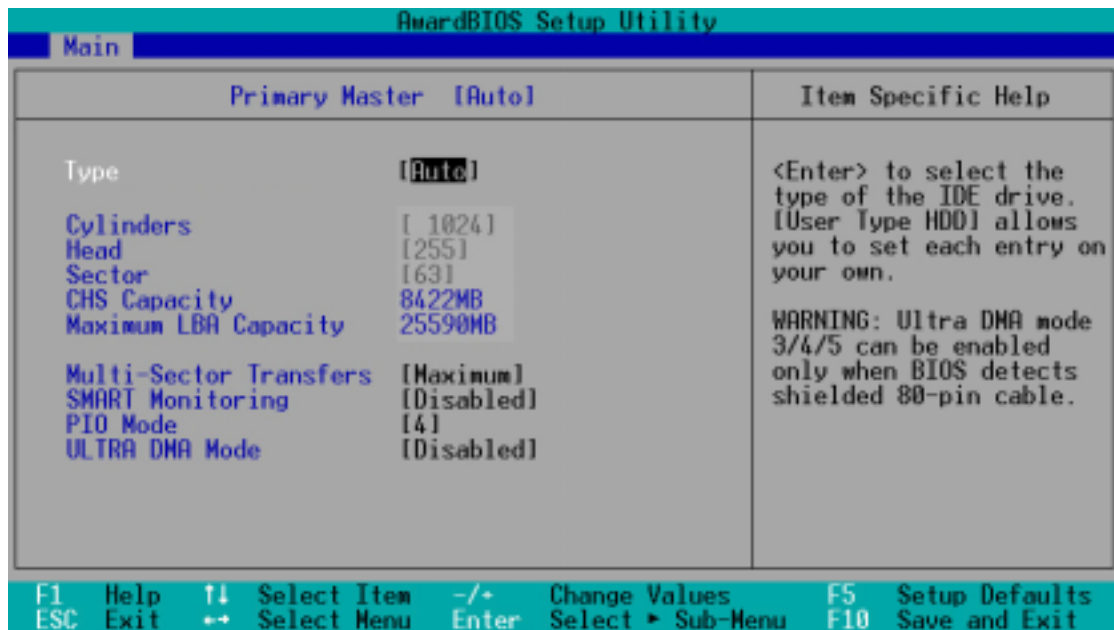 AwardBIOS Setup Utility
Main
Primary Master [Auto]
Item Specific Help
Type [Auto]
Cylinders [ 1024]
Head [255]
Sector [63]
CHS Capacity 8422MB
Maximum LBA Capacity 25590MB
Multi-Sector Transfers [Maximum]
SMART Monitoring [Disabled]
PIO Mode [4]
ULTRA DMA Mode [Disabled]
<Enter> to select the
type of the IDE drive.
[User Type HDD] allows
you to set each entry on
your own.
WARNING: Ultra DMA mode
3/4/5 can be enabled
only when BIOS detects
shielded 80-pin cable.
F1 Help ↑↓ Select Item -/+ Change Values F5 Setup Defaults
ESC Exit ←→ Select Menu Enter Select ► Sub-Menu F10 Save and Exit